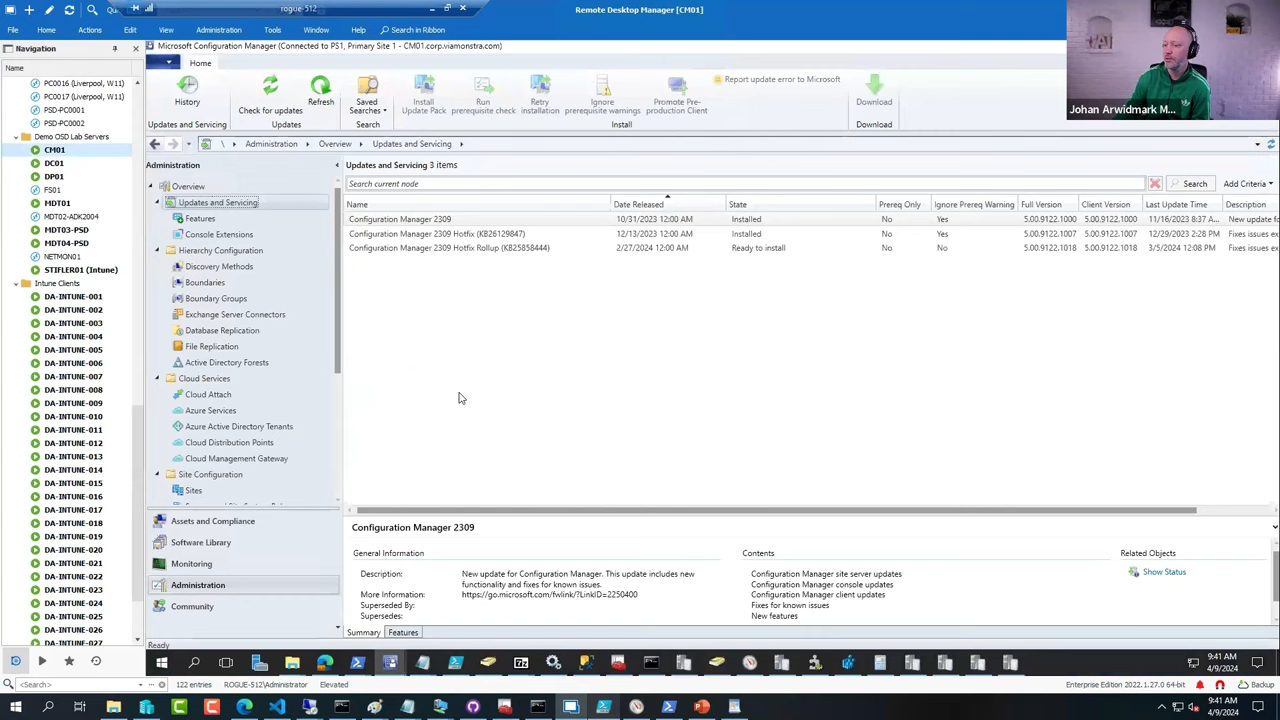 rogue-512
Remote Desktop Manager [CM01]
File
Home
Actions
Edit
View
Administration
Tools
Window
Help
Search in Ribbon
Navigation
Name
PC0016 (Liverpool, W11)
PC0017 (Liverpool, W11)
PSD-PC0001
PSD-PC0002
Demo OSD Lab Servers
CM01
DC01
DP01
FS01
MDT01
MDT02-ADK2004
MDT03-PSD
MDT04-PSD
NETMON01
STIFLER01 (Intune)
Intune Clients
DA-INTUNE-001
DA-INTUNE-002
DA-INTUNE-003
DA-INTUNE-004
DA-INTUNE-005
DA-INTUNE-006
DA-INTUNE-007
DA-INTUNE-008
DA-INTUNE-009
DA-INTUNE-010
DA-INTUNE-011
DA-INTUNE-012
DA-INTUNE-013
DA-INTUNE-014
DA-INTUNE-015
DA-INTUNE-016
DA-INTUNE-017
DA-INTUNE-018
DA-INTUNE-019
DA-INTUNE-020
DA-INTUNE-021
DA-INTUNE-022
DA-INTUNE-023
DA-INTUNE-024
DA-INTUNE-025
DA-INTUNE-026
DA-INTUNE-027
Microsoft Configuration Manager (Connected to PS1, Primary Site 1 - CM01.corp.viamonstra.com)
Home
History
Check for updates
Refresh
Saved Searches
Install Update Pack
Run prerequisite check
Retry installation
Ignore prerequisite warnings
Promote Pre-production Client
Report update error to Microsoft
Download
Updates and Servicing
Updates
Search
Install
Download
\ Administration Overview Updates and Servicing
Administration
Overview
Updates and Servicing
Features
Console Extensions
Hierarchy Configuration
Discovery Methods
Boundaries
Boundary Groups
Exchange Server Connectors
Database Replication
File Replication
Active Directory Forests
Cloud Services
Cloud Attach
Azure Services
Azure Active Directory Tenants
Cloud Distribution Points
Cloud Management Gateway
Site Configuration
Sites
Assets and Compliance
Software Library
Monitoring
Administration
Community
Updates and Servicing 3 items
Search current node
Search
Add Criteria
Name Date Released State Prereq Only Ignore Prereq Warning Full Version Client Version Last Update Time Description
Configuration Manager 2309 10/31/2023 12:00 AM Installed No Yes 5.00.9122.1000 5.00.9122.1000 11/16/2023 8:37 A... New update fo
Configuration Manager 2309 Hotfix (KB26129847) 12/13/2023 12:00 AM Installed No Yes 5.00.9122.1007 5.00.9122.1007 12/29/2023 2:28 PM Fixes issues ex
Configuration Manager 2309 Hotfix Rollup (KB25858444) 2/27/2024 12:00 AM Ready to install No No 5.00.9122.1018 5.00.9122.1018 3/5/2024 12:08 PM Fixes issues ex
Configuration Manager 2309
General Information
Description: New update for Configuration Manager. This update includes new
functionality and fixes for known issues.
More Information: https://go.microsoft.com/fwlink/?LinkID=2250400
Superseded By:
Supersedes:
Contents
Configuration Manager site server updates
Configuration Manager console updates
Configuration Manager client updates
Fixes for known issues
New features
Related Objects
Show Status
Summary
Features
Ready
9:41 AM
4/9/2024
<Search>
122 entries
ROGUE-512\Administrator
Elevated
Enterprise Edition 2022.1.27.0 64-bit
Backup
9:41 AM
4/9/2024
Johan Arwidmark M...